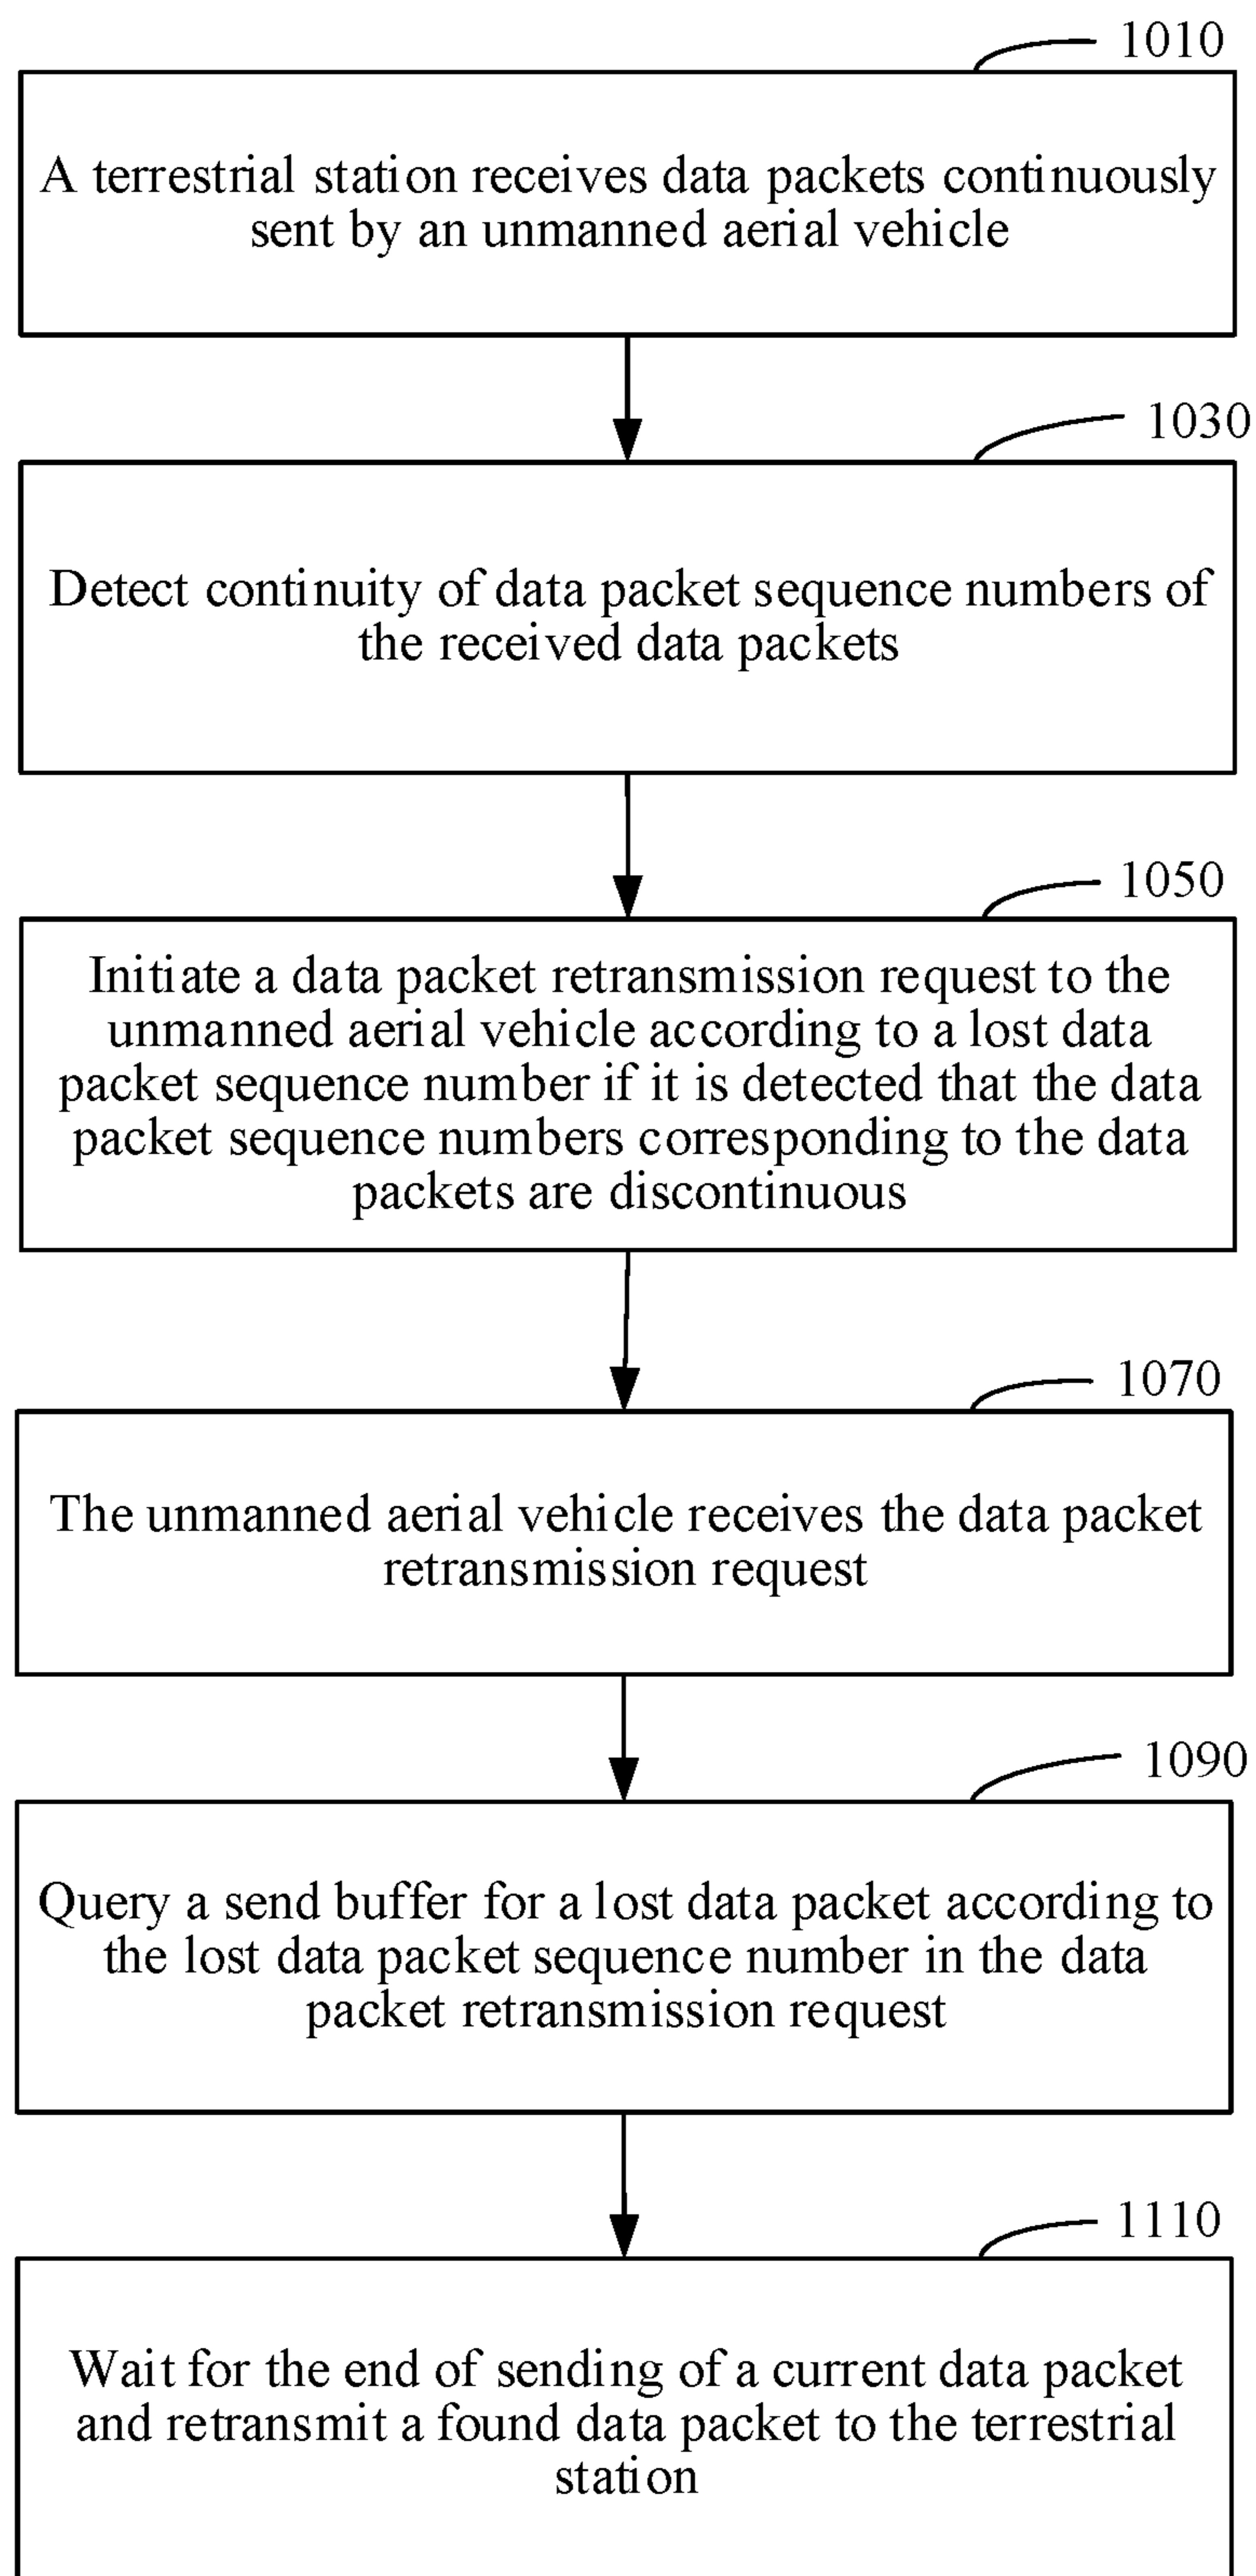 1010
A terrestrial station receives data packets continuously
sent by an unmanned aerial vehicle
1030
Detect continuity of data packet sequence numbers of
the received data packets
1050
Initiate a data packet retransmission request to the
unmanned aerial vehicle according to a lost data
packet sequence number if it is detected that the data
packet sequence numbers corresponding to the data
packets are discontinuous
1070
The unmanned aerial vehicle receives the data packet
retransmission request
1090
Query a send buffer for a lost data packet according to
the lost data packet sequence number in the data
packet retransmission request
1110
Wait for the end of sending of a current data packet
and retransmit a found data packet to the terrestrial
station